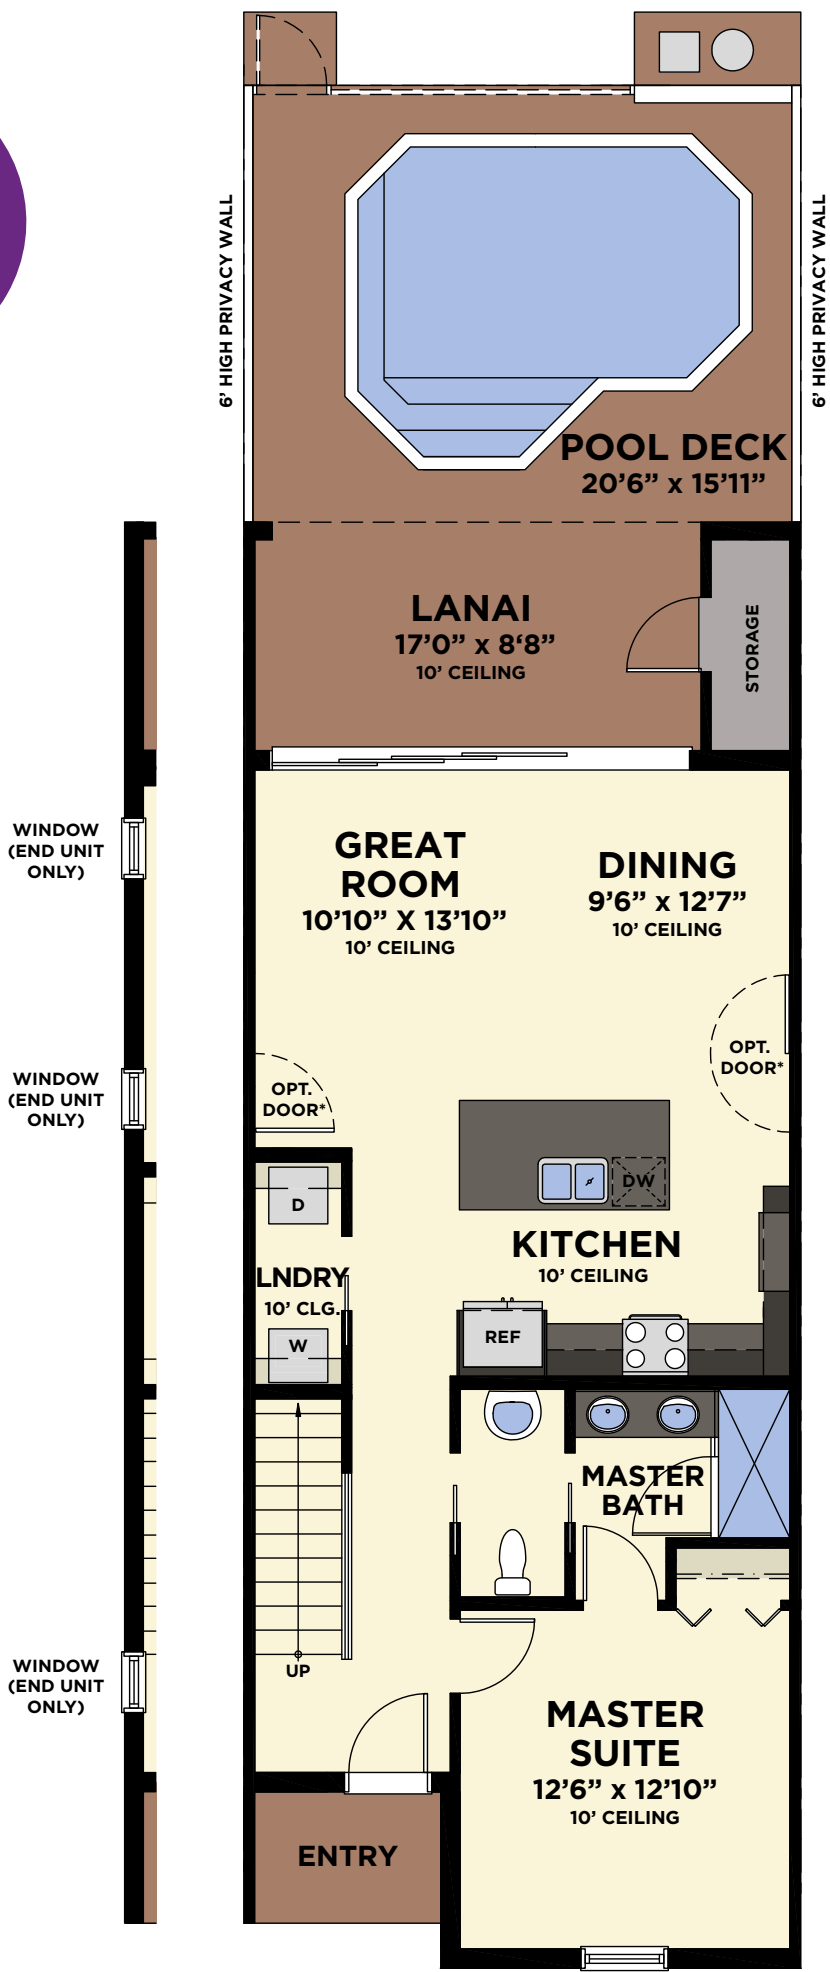 6’ HIGH PRIVACY WALL
6’ HIGH PRIVACY WALL
POOL DECK
20’6” x 15’11”
LANAI
17’0” x 8‘8”
10’ CEILING
STORAGE
WINDOW
(END UNIT
ONLY)
GREAT
ROOM
10’10” X 13’10”
10’ CEILING
DINING
9’6” x 12’7”
10’ CEILING
WINDOW
(END UNIT
ONLY)
OPT.
DOOR*
OPT.
DOOR*
D
DW
LNDRY
10’ CLG.
KITCHEN
10’ CEILING
W
REF
MASTER
BATH
UP
WINDOW
(END UNIT
ONLY)
MASTER
SUITE
12’6” x 12’10”
10’ CEILING
ENTRY